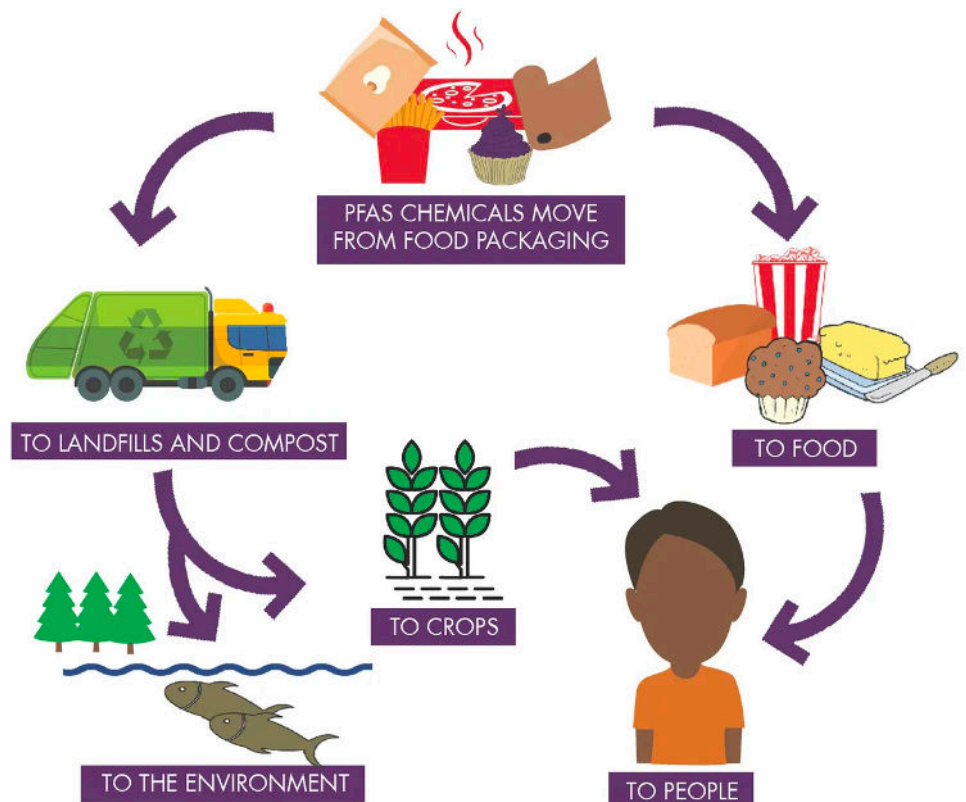 PFAS CHEMICALS MOVE
FROM FOOD PACKAGING
TO LANDFILLS AND COMPOST
TO FOOD
TO CROPS
TO THE ENVIRONMENT
TO PEOPLE